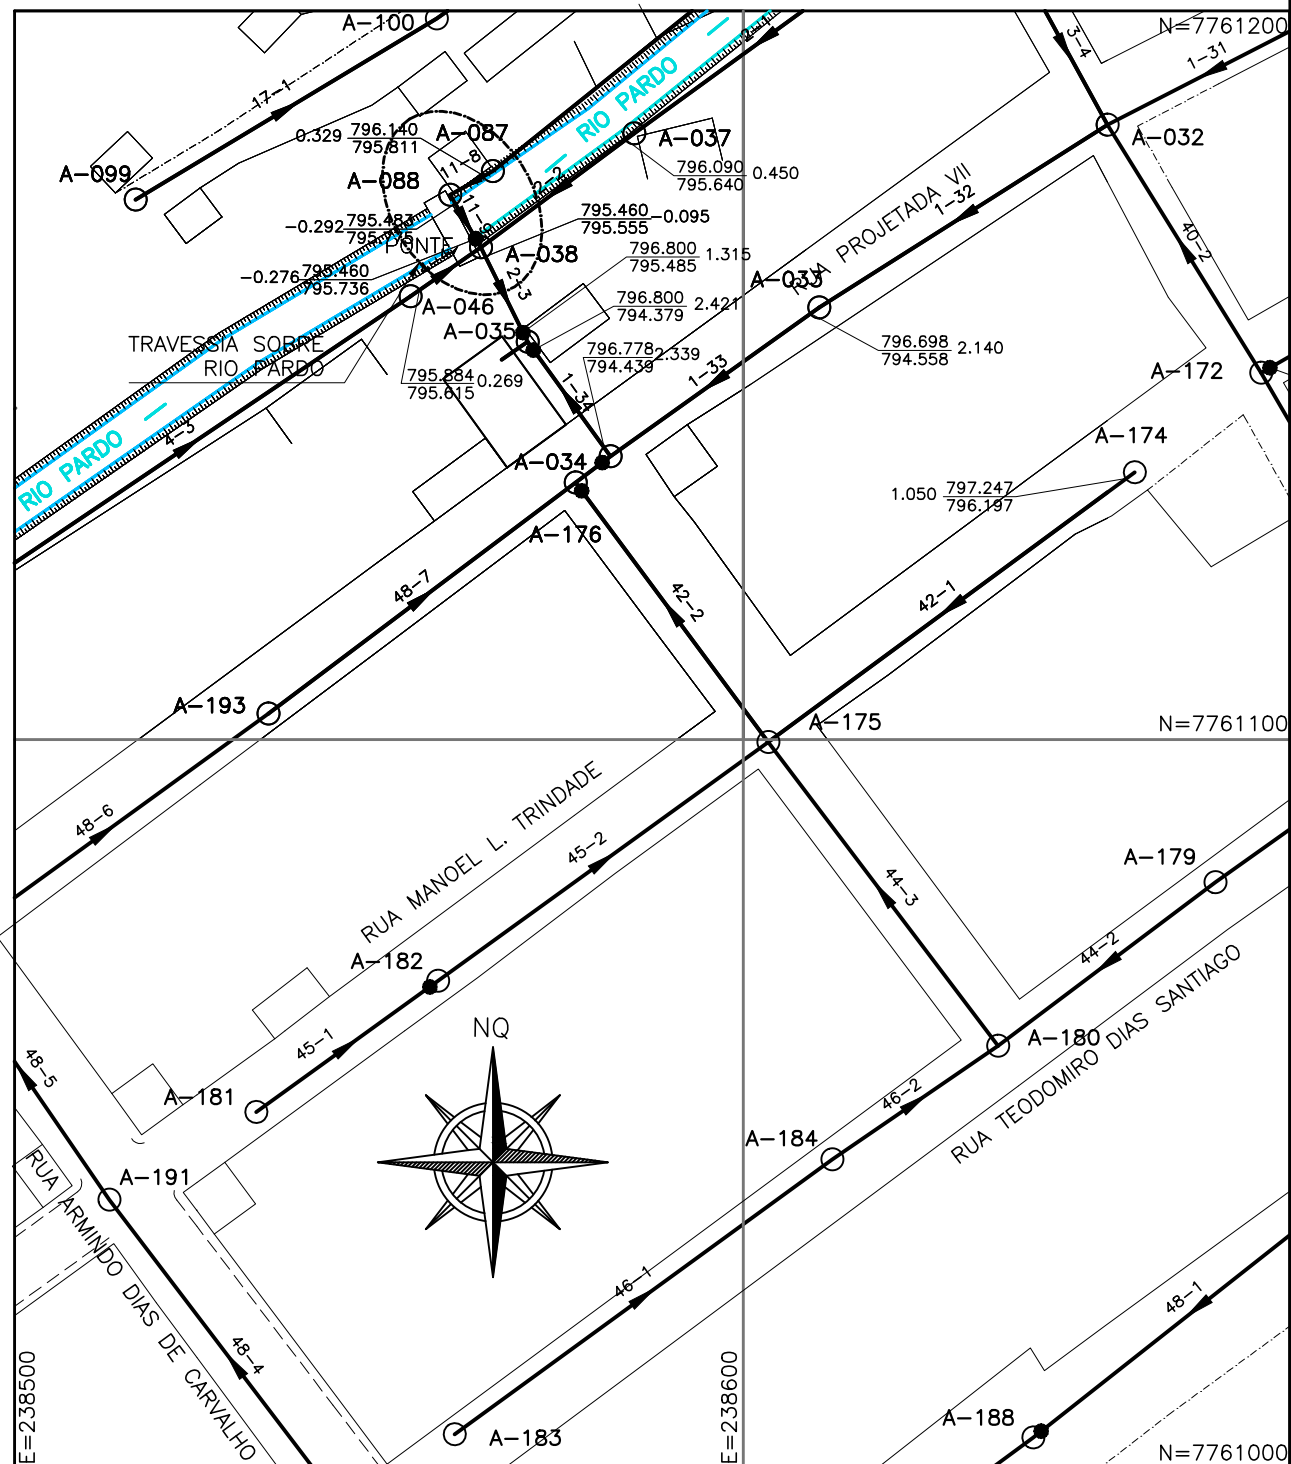 A-100
N=7761200
3-4
1-31
17-1
RIO PARDO
0.329 796.140
795.811
A-087
A-037
A-032
A-099
A-088
11-8
796.090 0.450
795.640
2-2
RUA PROJETADA VII
1-32
-0.292 795.483
795.460 -0.095
795.555
PONTE
A-038
796.800 1.315
795.485
40-2
-0.276 795.460
795.736
2-3
A-033
A-046
796.800 2.421
794.379
A-035
TRAVESSIA SOBRE
RIO PARDO
796.778 2.339
794.439
796.698 2.140
794.558
795.884 0.269
795.615
1-33
A-172
1-34
4-5
RIO PARDO
A-174
A-034
1.050 797.247
796.197
A-176
48-7
42-2
42-1
A-193
A-175
N=7761100
48-6
RUA MANOEL L. TRINDADE
45-2
A-179
44-3
A-182
44-2
RUA TEODOMIRO DIAS SANTIAGO
NQ
45-1
A-180
48-5
A-181
46-2
A-184
RUA ARMINDO DIAS DE CARVALHO
A-191
46-1
48-1
48-4
E=238500
E=238600
A-183
A-188
N=7761000